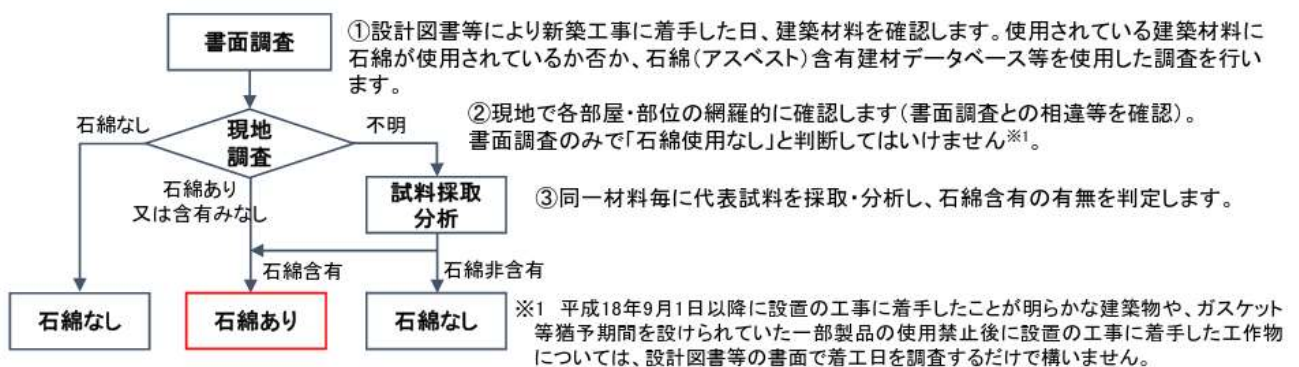 書面調査
①設計図書等により新築工事に着手した日、建築材料を確認します。使用されている建築材料に
石綿が使用されているか否か、石綿(アスベスト)含有建材データベース等を使用した調査を行い
ます。
石綿なし
現地
調査
不明
②現地で各部屋・部位の網羅的に確認します(書面調査との相違等を確認)。
書面調査のみで「石綿使用なし」と判断してはいけません※1。
石綿あり
又は含有みなし
試料採取
分析
③同一材料毎に代表試料を採取・分析し、石綿含有の有無を判定します。
石綿含有
石綿非含有
石綿なし
石綿あり
石綿なし
※1 平成18年9月1日以降に設置の工事に着手したことが明らかな建築物や、ガスケット
等猶予期間を設けられていた一部製品の使用禁止後に設置の工事に着手した工作物
については、設計図書等の書面で着工日を調査するだけで構いません。